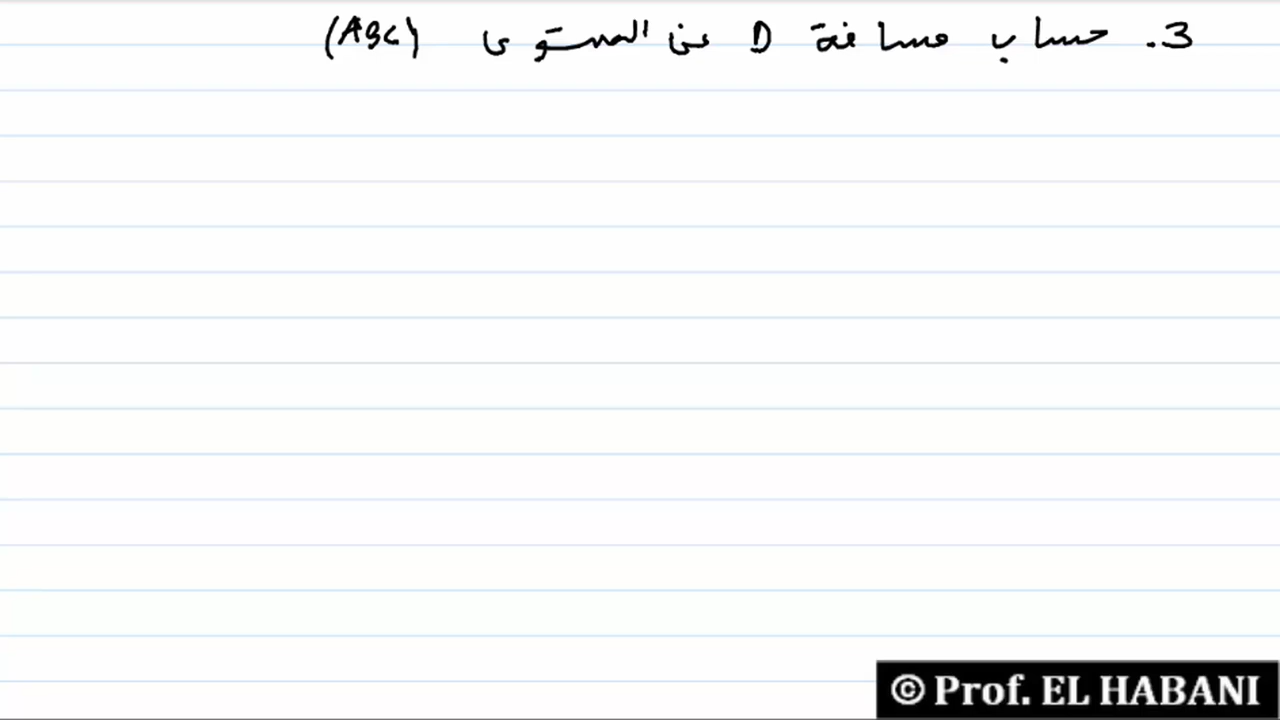 3. حساب مسافة D عن المستوى (ABC)
© Prof. EL HABANI